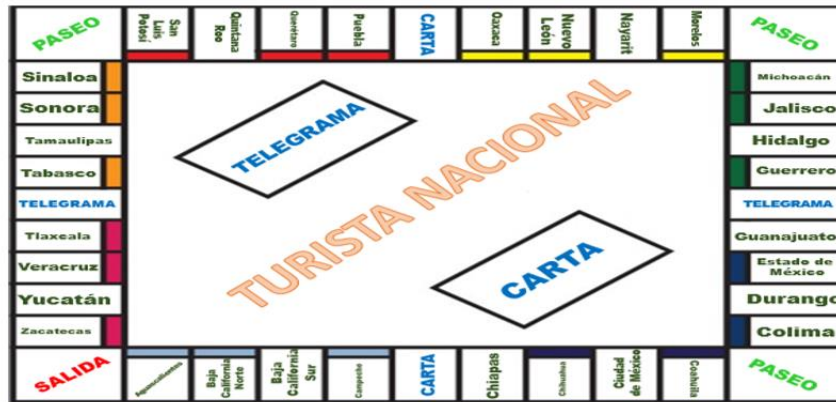 PASEO
San
Luis
Potosí
Quintana
Roo
Querétaro
Puebla
CARTA
Oaxaca
Nuevo
León
Nayarit
Morelos
PASEO
Sinaloa
Sonora
Tamaulipas
Tabasco
TELEGRAMA
Tlaxcala
Veracruz
Yucatán
Zacatecas
TELEGRAMA
TURISTA NACIONAL
CARTA
Michoacán
Jalisco
Hidalgo
Guerrero
TELEGRAMA
Guanajuato
Estado de
México
Durango
Colima
SALIDA
Aguascalientes
Baja
California
Norte
Baja
California
Sur
Campeche
CARTA
Chiapas
Chihuahua
Ciudad
de México
Coahuila
PASEO